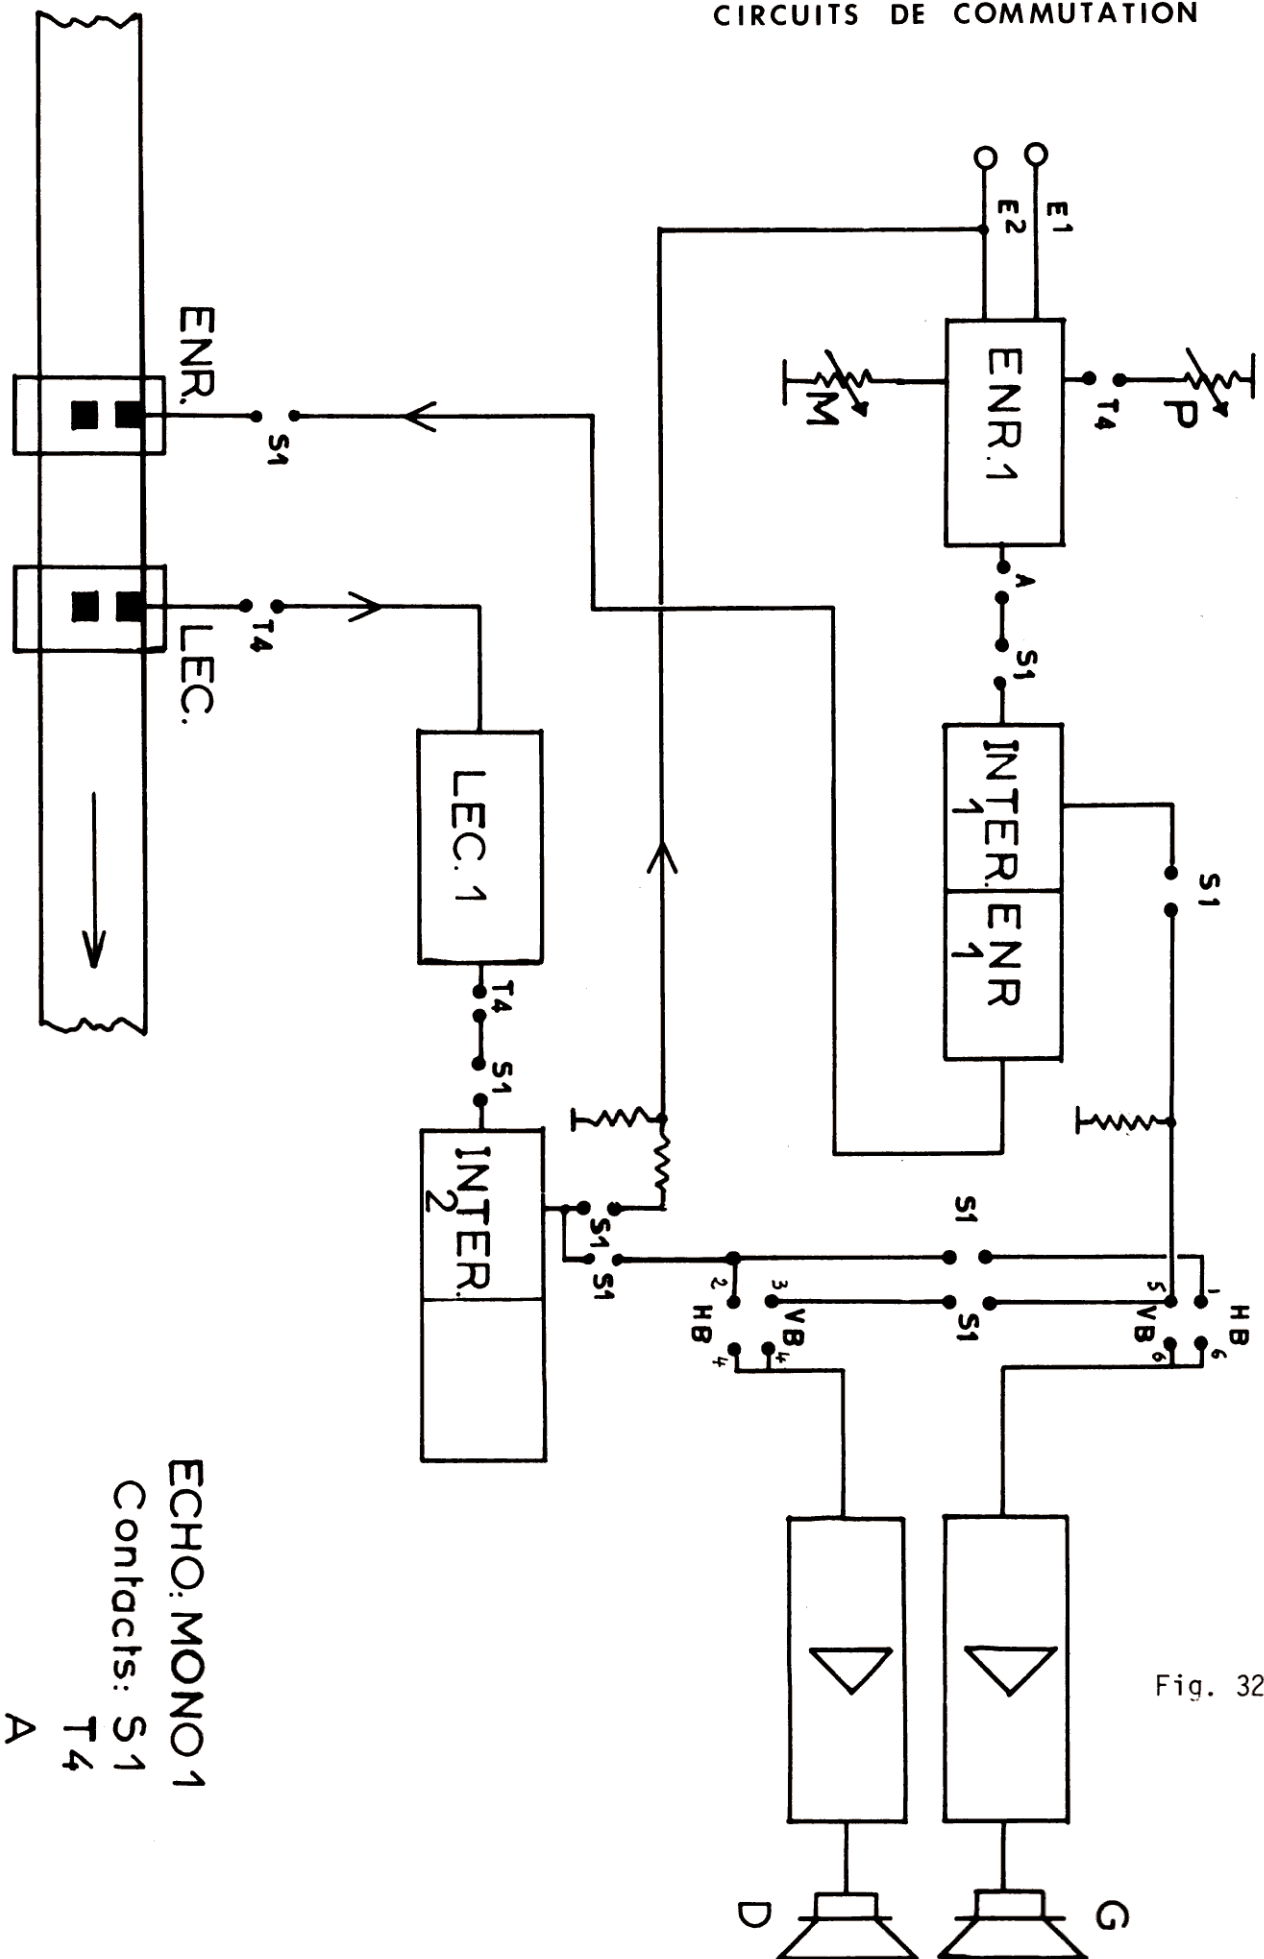 CIRCUITS DE COMMUTATION
G
HB
1
6
S1
5
VB
6
E1
P
T4
E2
ENR.1
A
S1
INTER.
1
ENR
1
S1
S1
M
3
VB
4
2
HB
4
D
S1
S1
LEC.1
T4
S1
INTER.
2
S1
T4
ENR.
LEC.
ECHO: MONO 1
Contacts: S1
T4
A
Fig. 32